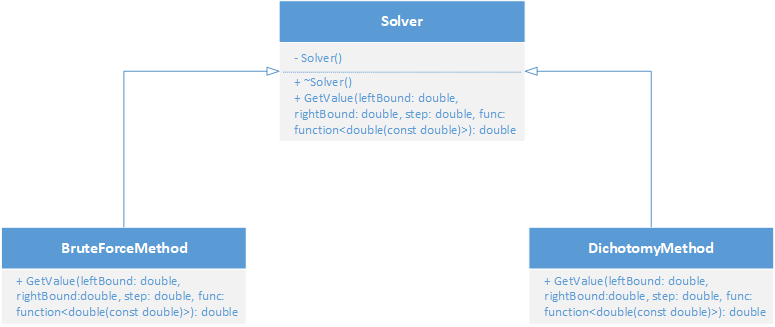 Solver
- Solver()
+ ~Solver()
+ GetValue(leftBound: double,
rightBound: double, step: double, func:
function<double(const double)>): double
BruteForceMethod
+ GetValue(leftBound: double,
rightBound:double, step: double, func:
function<double(const double)>): double
DichotomyMethod
+ GetValue(leftBound: double,
rightBound:double, step: double, func:
function<double(const double)>): double